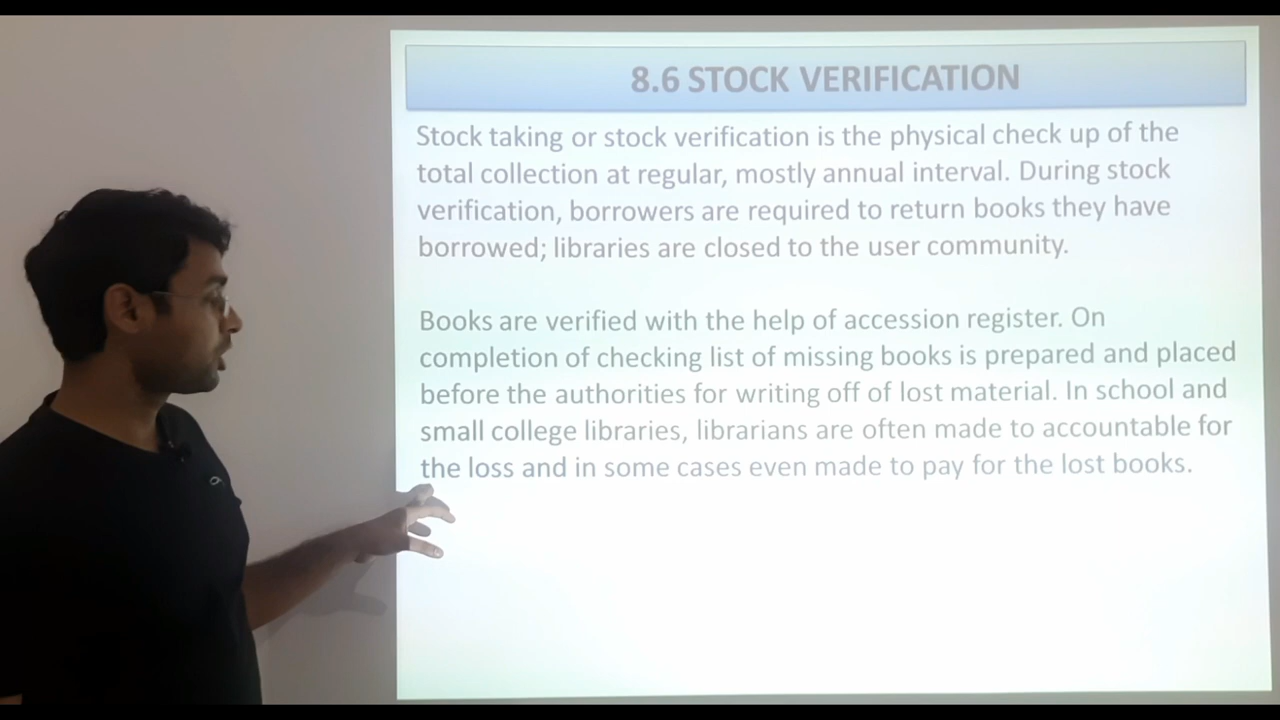 8.6 STOCK VERIFICATION
Stock taking or stock verification is the physical check up of the
total collection at regular, mostly annual interval. During stock
verification, borrowers are required to return books they have
borrowed; libraries are closed to the user community.
Books are verified with the help of accession register. On
completion of checking list of missing books is prepared and placed
before the authorities for writing off of lost material. In school and
small college libraries, librarians are often made to accountable for
the loss and in some cases even made to pay for the lost books.